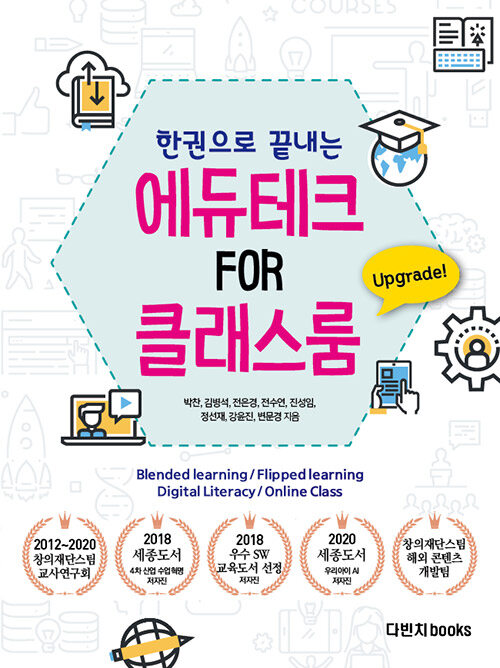 COURSES
한권으로 끝내는
에듀테크
FOR
클래스룸
Upgrade!
박찬, 김병석, 전은경, 전수연, 진성임,
정선재, 강윤진, 변문경 지음
Blended learning / Flipped learning
Digital Literacy / Online Class
2012~2020
창의재단스팀
교사연구회
2018
세종도서
4차 산업 수업혁명
저자진
2018
우수 SW
교육도서 선정
저자진
2020
세종도서
우리아이 AI
저자진
창의재단스팀
해외 콘텐츠
개발팀
다빈치books